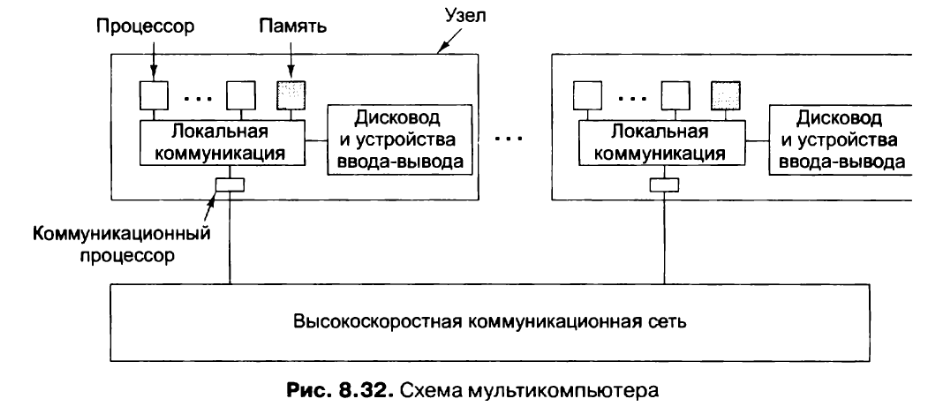 Процессор
Память
Узел
...
...
...
Локальная
коммуникация
Дисковод
и устройства
ввода-вывода
Локальная
коммуникация
Дисковод
и устройства
ввода-вывода
Коммуникационный
процессор
Высокоскоростная коммуникационная сеть
Рис. 8.32. Схема мультикомпьютера